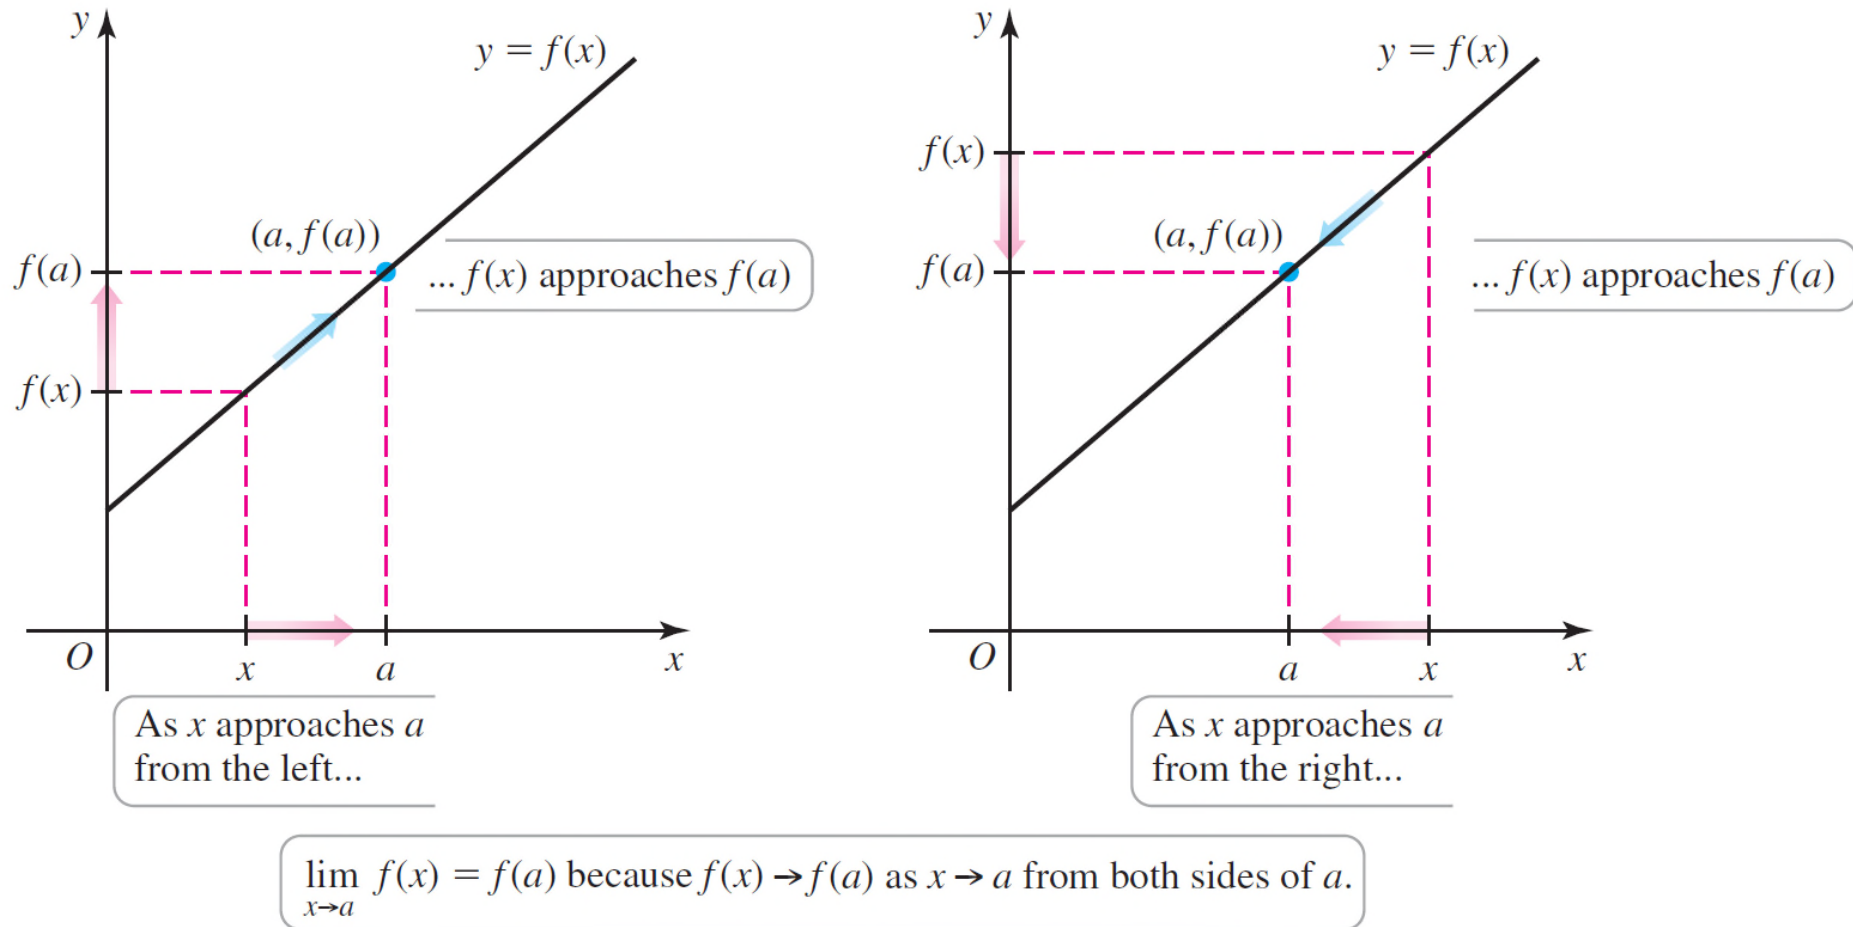 y
y = f(x)
(a, f(a))
f(a)
... f(x) approaches f(a)
f(x)
O
x
a
x
As x approaches a
from the left...
y
y = f(x)
f(x)
(a, f(a))
f(a)
... f(x) approaches f(a)
O
a
x
x
As x approaches a
from the right...
lim f(x) = f(a) because f(x) → f(a) as x → a from both sides of a.
x→a